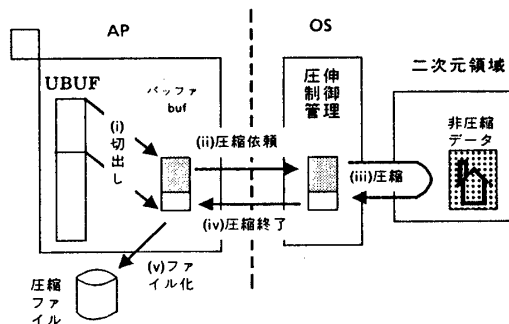 AP
OS
UBUF
バッファ
buf
(i)
切出し
(ii)圧縮依頼
圧伸
制御
管理
二次元領域
非圧縮
データ
(iii)圧縮
(iv)圧縮終了
(v)ファ
イル化
圧縮
ファ
イル